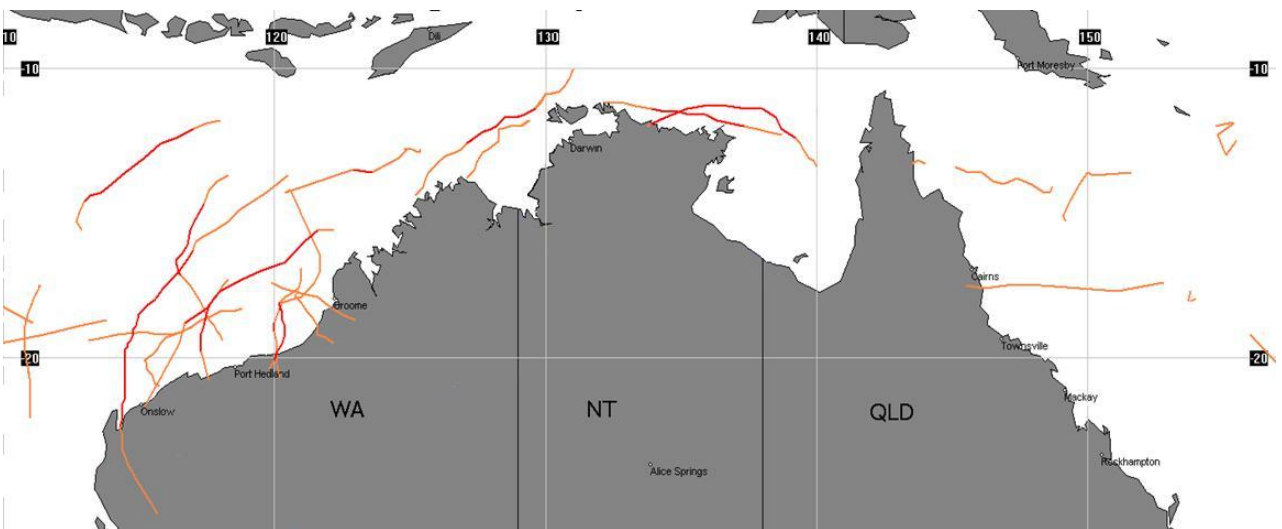 Dili
10 120 130 140 150
Port Moresby
-10 -10
Darwin
Cairns
Broome
Townsville
-20 -20
Port Hedland
Mackay
Onslow WA NT QLD
Rockhampton
Alice Springs